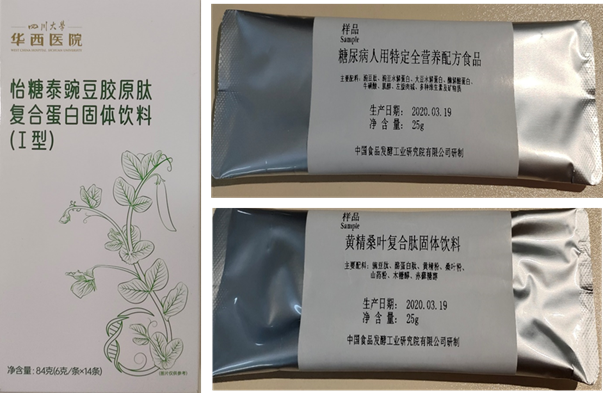 四川大学
华西医院
怡糖泰豌豆胶原肽
复合蛋白固体饮料
(I型)
净含量: 84克(6克/条×14条)
(图片仅供参考)
样品
Sample
糖尿病人用特定全营养配方食品
生产日期: 2020.03.19
净 含 量: 25g
中国食品发酵工业研究院有限公司研制
样品
Sample
黄精桑叶复合肽固体饮料
生产日期: 2020.03.19
净 含 量: 25g
中国食品发酵工业研究院有限公司研制